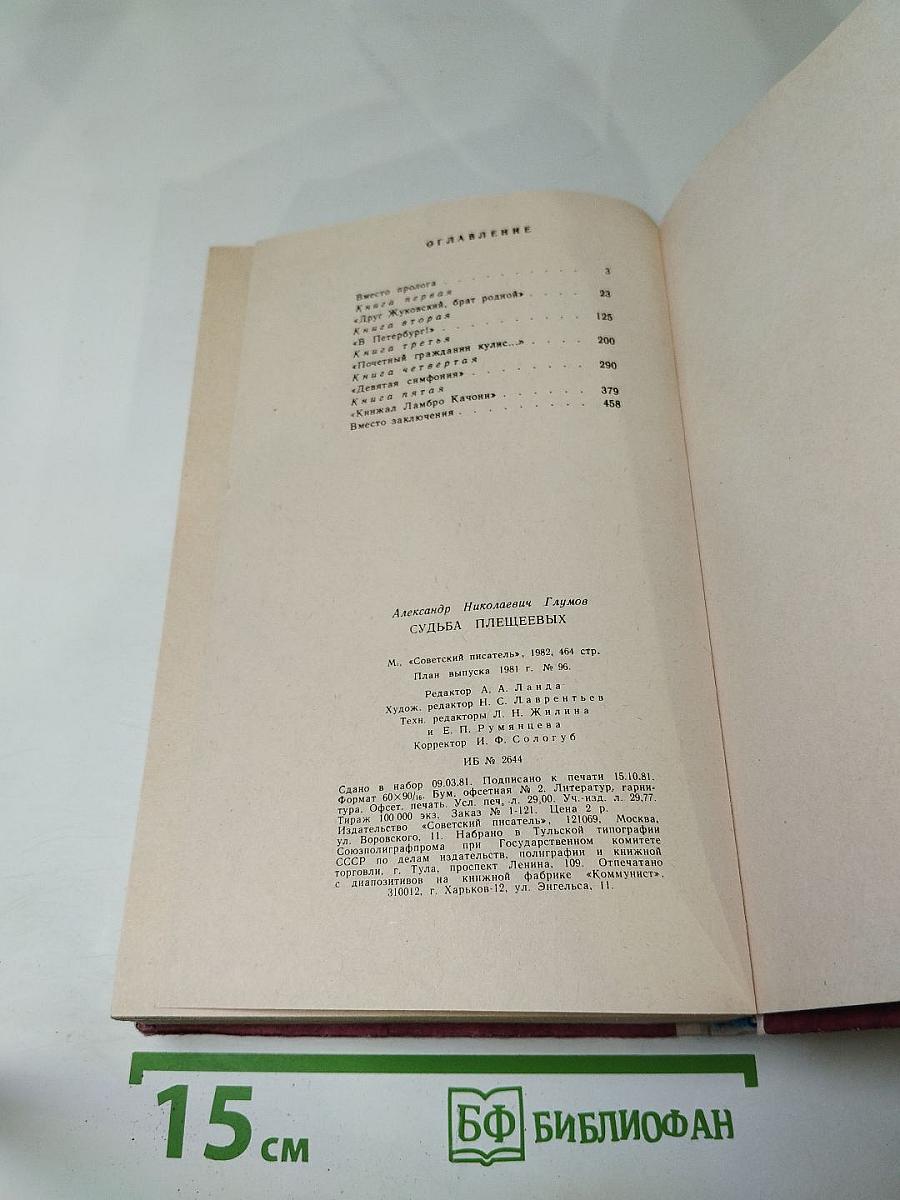 ОГЛАВЛЕНИЕ
Вместо пролога . . . . . . . . . . 3
Книга первая
«Друг Жуковский, брат родной» . . . . 23
Книга вторая
«В Петербург!» . . . . . . . . . . 125
Книга третья
«Почетный гражданин кулис...» . . . . 200
Книга четвертая
«Девятая симфония» . . . . . . . . 290
Книга пятая
«Кинжал Ламбро Качони» . . . . . . 379
Вместо заключения . . . . . . . . . 458
Александр Николаевич Глумов
СУДЬБА ПЛЕЩЕЕВЫХ
М., «Советский писатель», 1982, 464 стр.
План выпуска 1981 г. № 96.
Редактор А. А. Ланда
Худож. редактор Н. С. Лаврентьев
Техн. редакторы Л. Н. Жилина
и Е. П. Румянцева
Корректор И. Ф. Сологуб
ИБ № 2644
Сдано в набор 09.03.81. Подписано к печати 15.10.81.
Формат 60×90/₁₆. Бум. офсетная № 2. Литератур. гарни-
тура. Офсет. печать. Усл. печ. л. 29,00. Уч.-изд. л. 29,77.
Тираж 100 000 экз. Заказ № 1-121. Цена 2 р.
Издательство «Советский писатель», 121069, Москва,
ул. Воровского, 11. Набрано в Тульской типографии
Союзполиграфпрома при Государственном комитете
СССР по делам издательств, полиграфии и книжной
торговли, г. Тула, проспект Ленина, 109. Отпечатано
с диапозитивов на книжной фабрике «Коммунист»,
310012, г. Харьков-12, ул. Энгельса, 11.
15 см
БФ БИБЛИОФАН